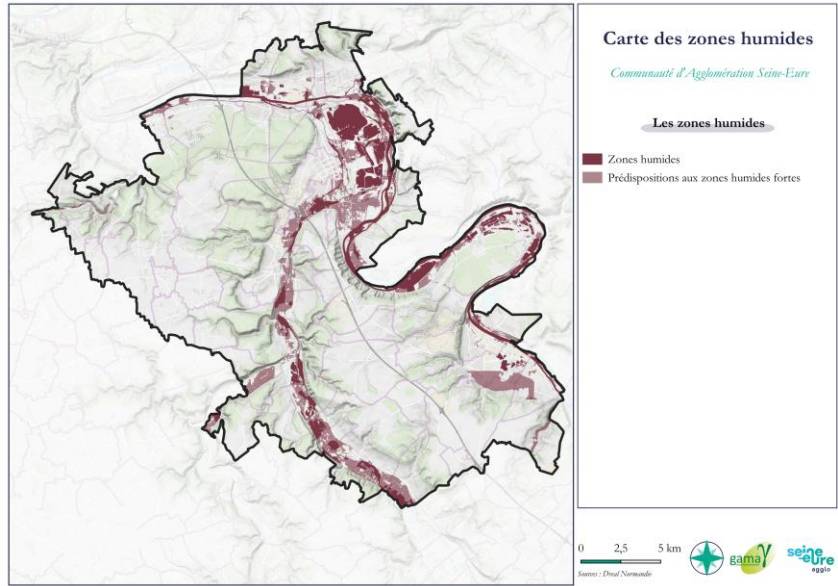 Carte des zones humides
Communauté d'Agglomération Seine-Eure
Les zones humides
Zones humides
Prédispositions aux zones humides fortes
0 2,5 5 km
Sources : Dreal Normandie
gama
seine
eure
agglo